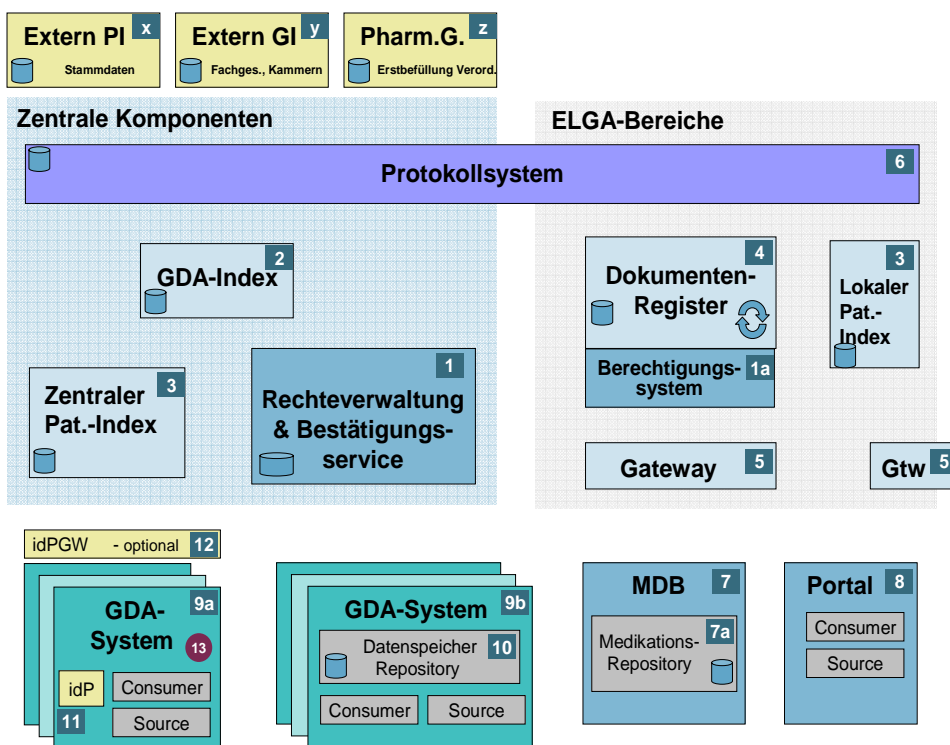 Extern PI x
Stammdaten
Extern GI y
Fachges., Kammern
Pharm.G. z
Erstbefüllung Verord.
Zentrale Komponenten
ELGA-Bereiche
Protokollsystem 6
GDA-Index 2
Zentraler 3
Pat.-Index
1
Rechteverwaltung
& Bestätigungs-
service
4
Dokumenten-
Register
Berechtigungs- 1a
system
3
Lokaler
Pat.-
Index
Gateway 5
Gtw 5
idPGW - optional 12
9a
GDA-
System
13
idP
11
Consumer
Source
GDA-System 9b
Datenspeicher 10
Repository
Consumer
Source
MDB 7
7a
Medikations-
Repository
Portal 8
Consumer
Source